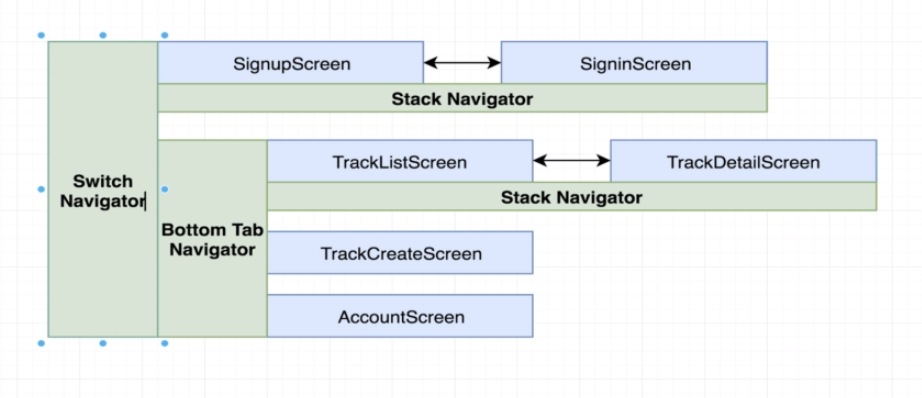 SignupScreen
SigninScreen
Stack Navigator
TrackListScreen
TrackDetailScreen
Switch
Navigator
Stack Navigator
Bottom Tab
Navigator
TrackCreateScreen
AccountScreen